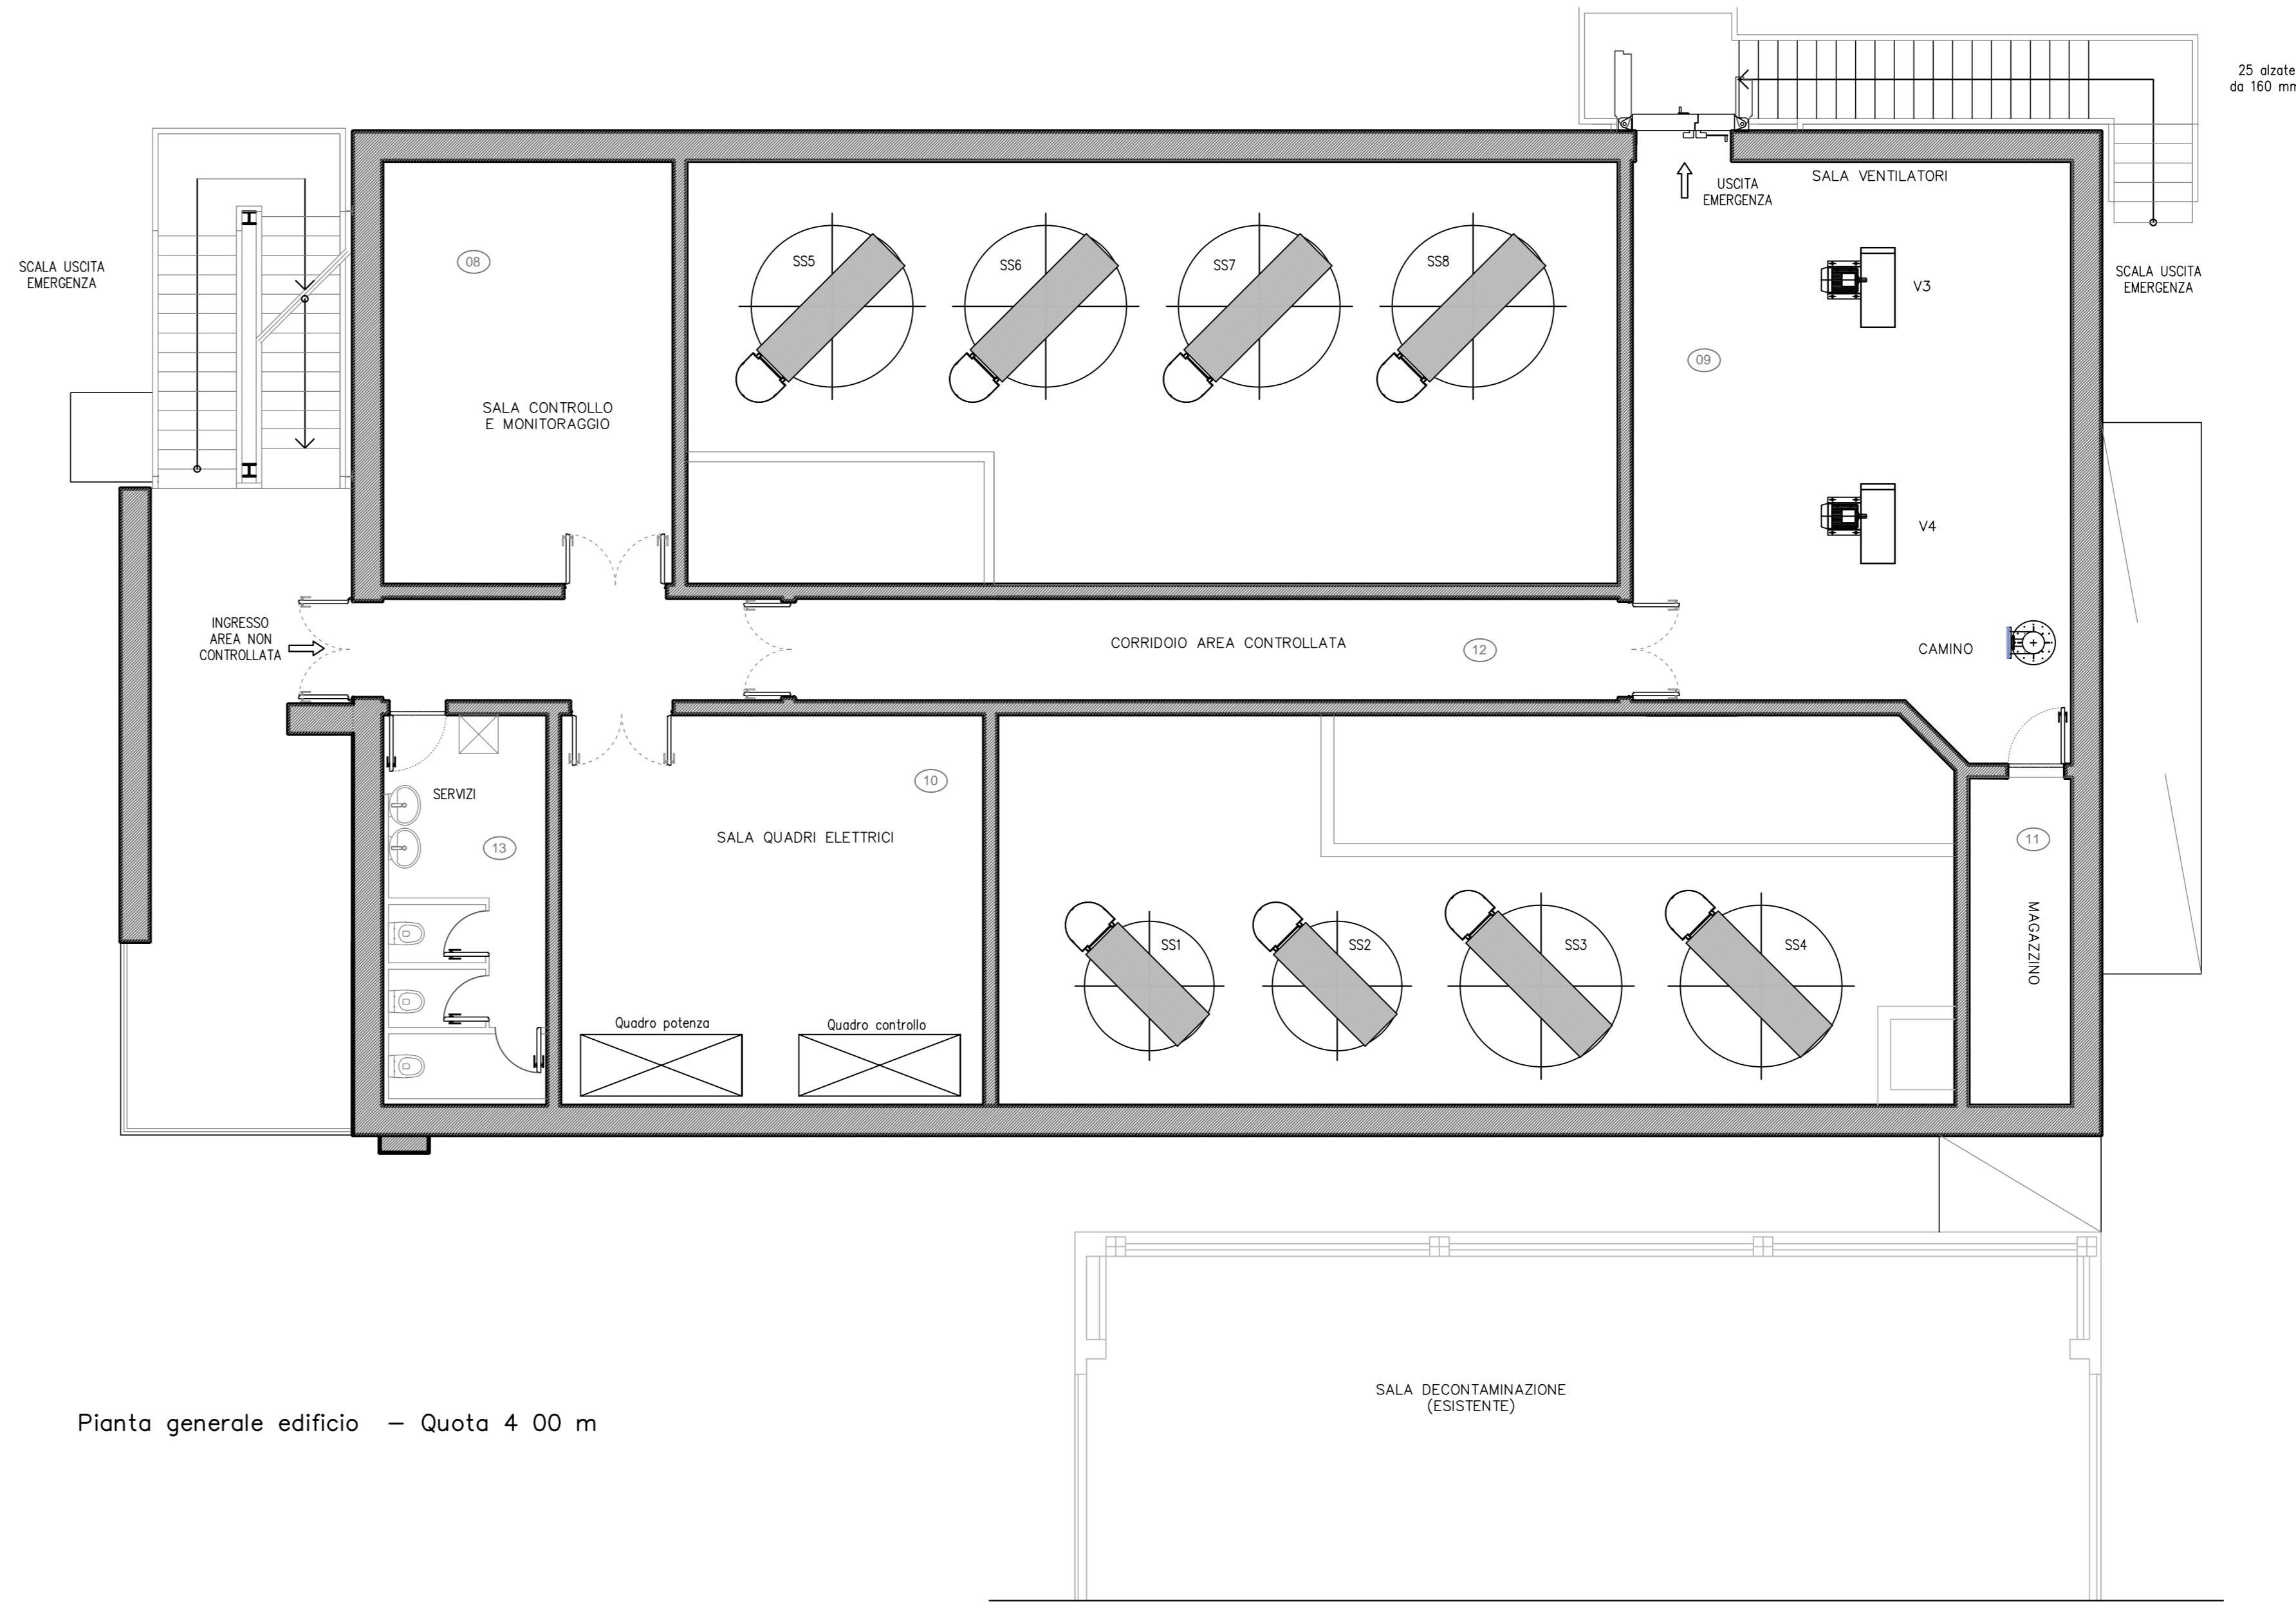 25 alzate
da 160 mm
SCALA USCITA
EMERGENZA
08
SALA CONTROLLO
E MONITORAGGIO
SS5
SS6
SS7
SS8
USCITA
EMERGENZA
SALA VENTILATORI
V3
SCALA USCITA
EMERGENZA
09
V4
INGRESSO
AREA NON
CONTROLLATA
CORRIDOIO AREA CONTROLLATA
12
CAMINO
SERVIZI
13
10
SALA QUADRI ELETTRICI
Quadro potenza
Quadro controllo
SS1
SS2
SS3
SS4
11
MAGAZZINO
SALA DECONTAMINAZIONE
(ESISTENTE)
Pianta generale edificio – Quota 4 00 m